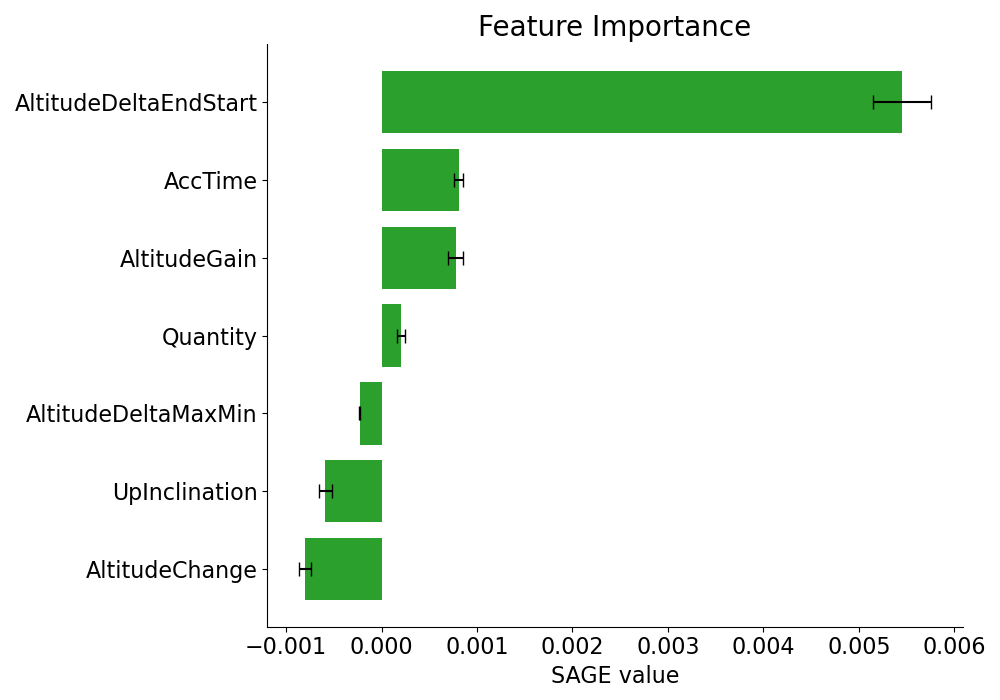 Feature Importance
AltitudeDeltaEndStart
AccTime
AltitudeGain
Quantity
AltitudeDeltaMaxMin
UpInclination
AltitudeChange
−0.001 0.000 0.001 0.002 0.003 0.004 0.005 0.006
SAGE value